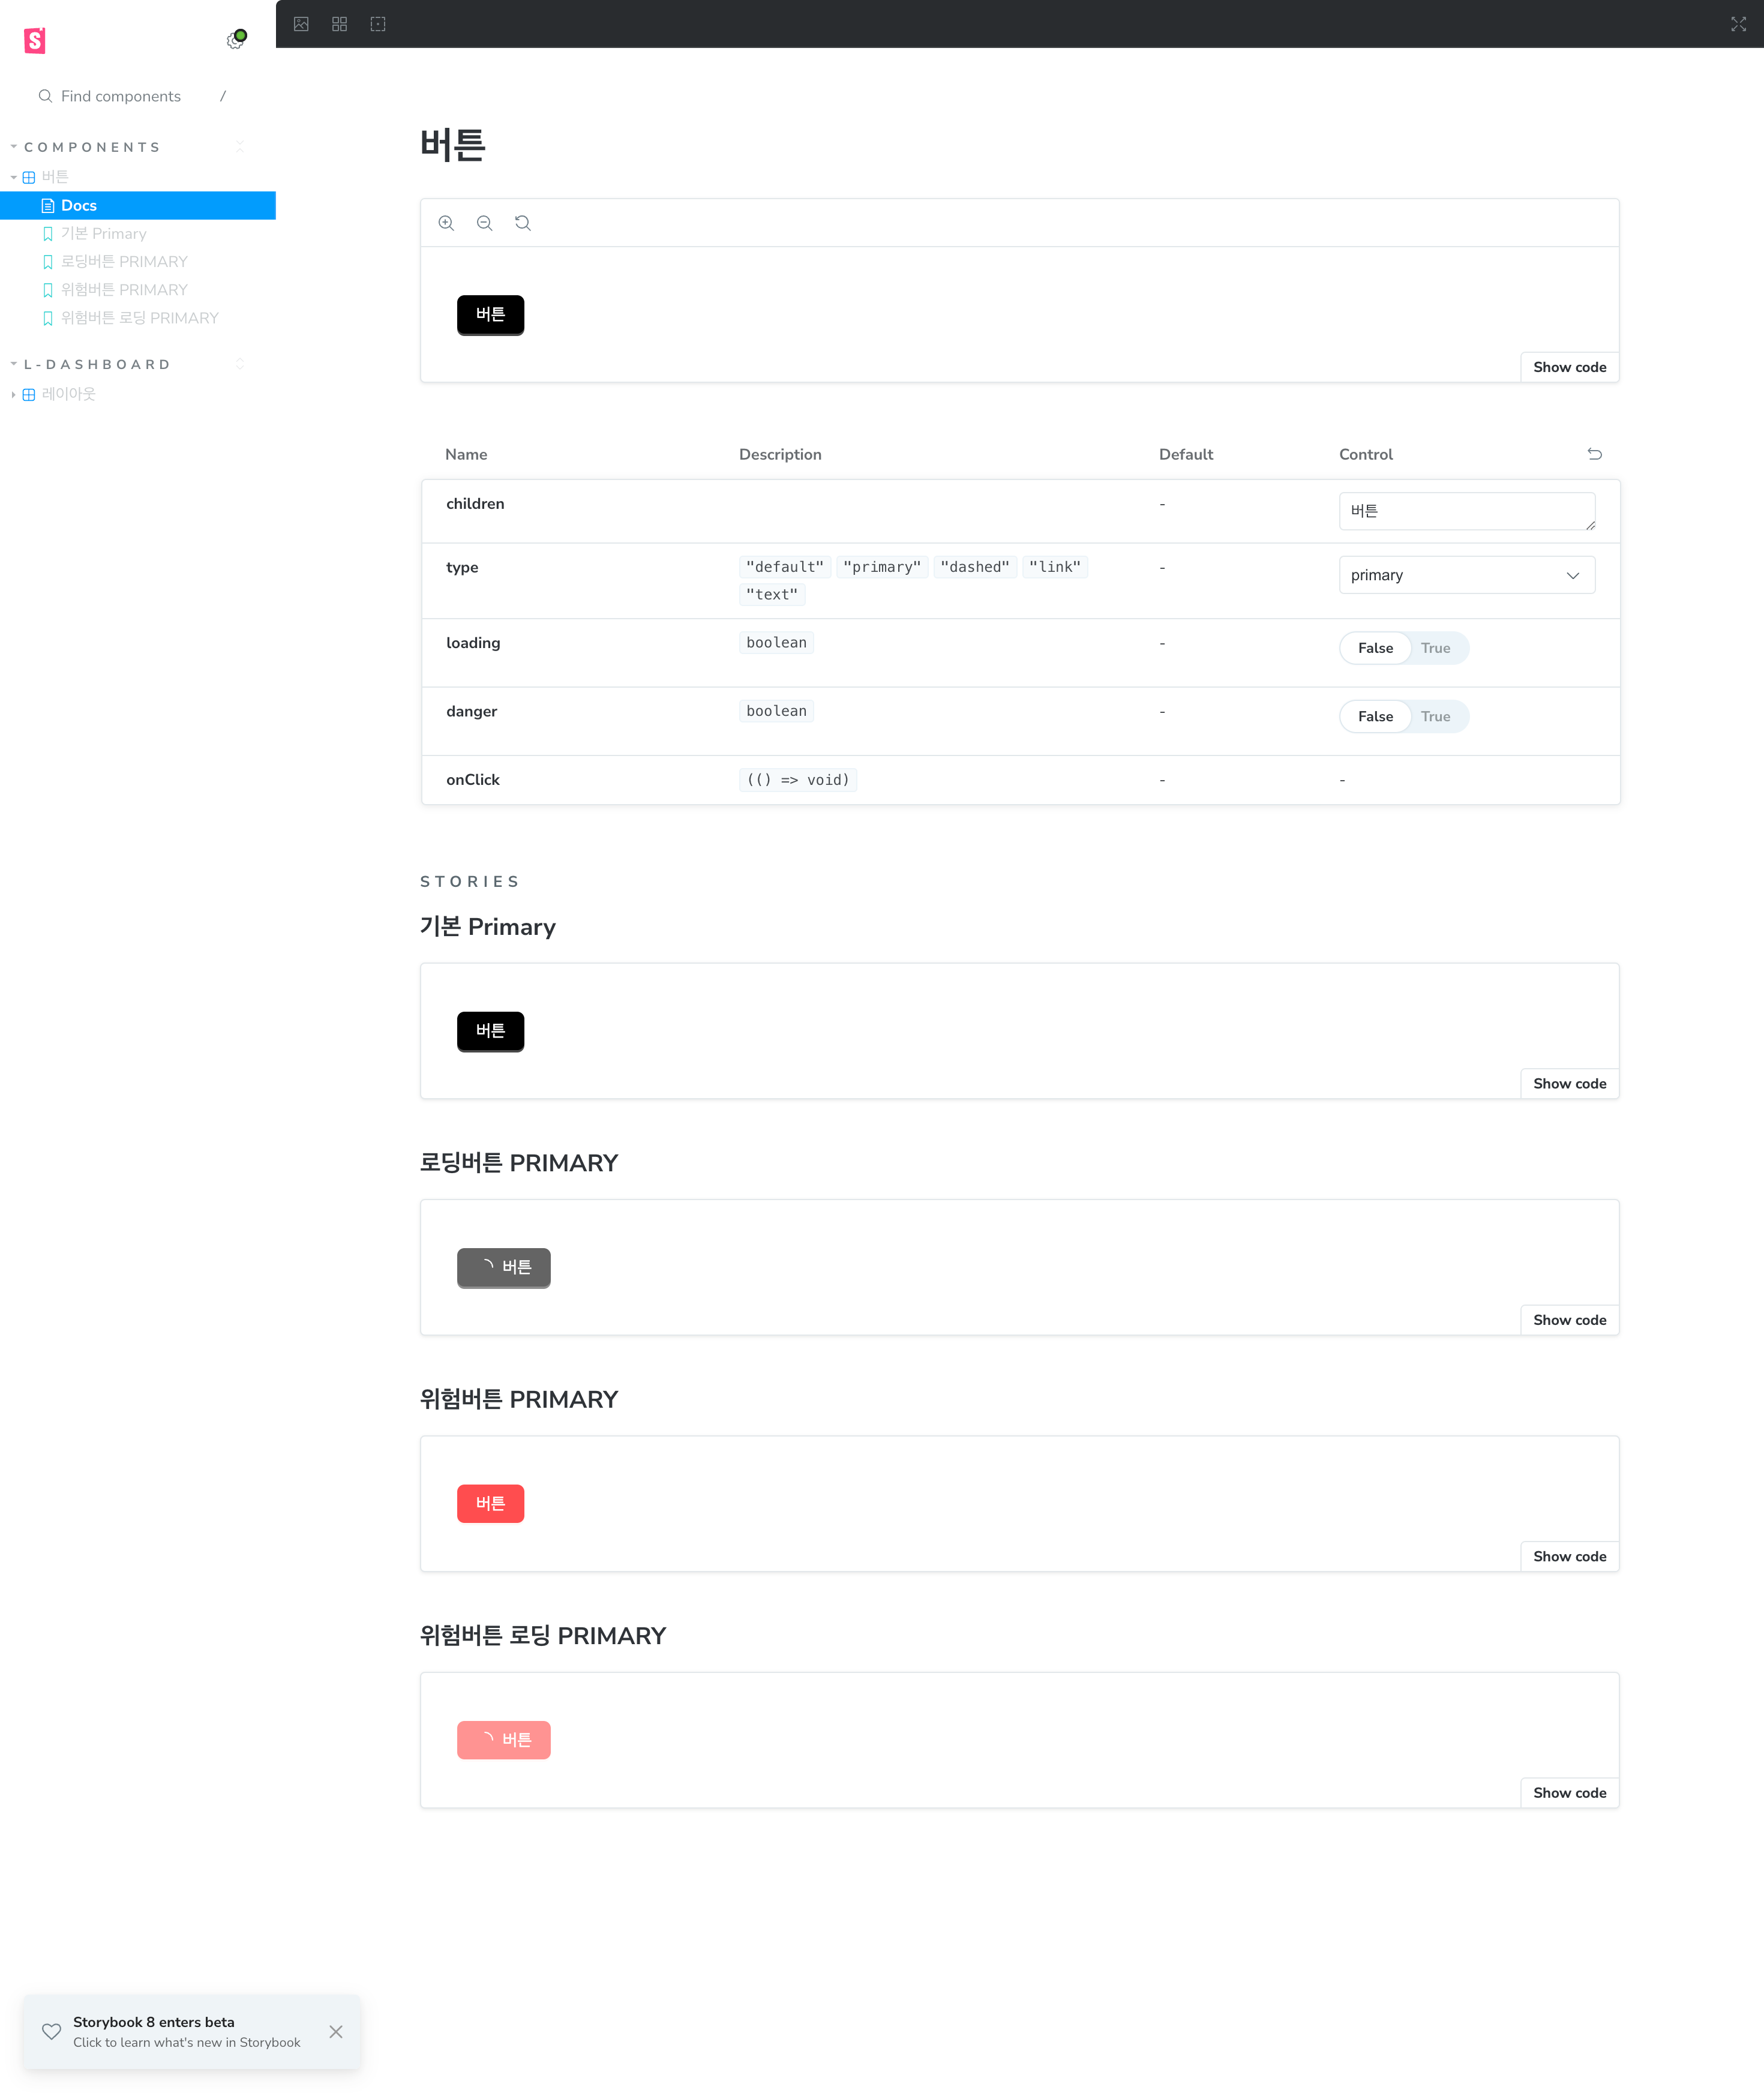 S
Find components
/
COMPONENTS
버튼
Docs
기본 Primary
로딩버튼 PRIMARY
위험버튼 PRIMARY
위험버튼 로딩 PRIMARY
L-DASHBOARD
레이아웃
버튼
버튼
Show code
Name Description Default Control
children - 버튼
type "default" "primary" "dashed" "link" - primary
"text"
loading boolean - False True
danger boolean - False True
onClick (() => void) - -
STORIES
기본 Primary
버튼
Show code
로딩버튼 PRIMARY
버튼
Show code
위험버튼 PRIMARY
버튼
Show code
위험버튼 로딩 PRIMARY
버튼
Show code
Storybook 8 enters beta
Click to learn what's new in Storybook